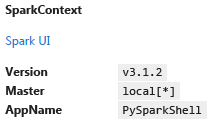 SparkContext
Spark UI
Version v3.1.2
Master local[*]
AppName PySparkShell